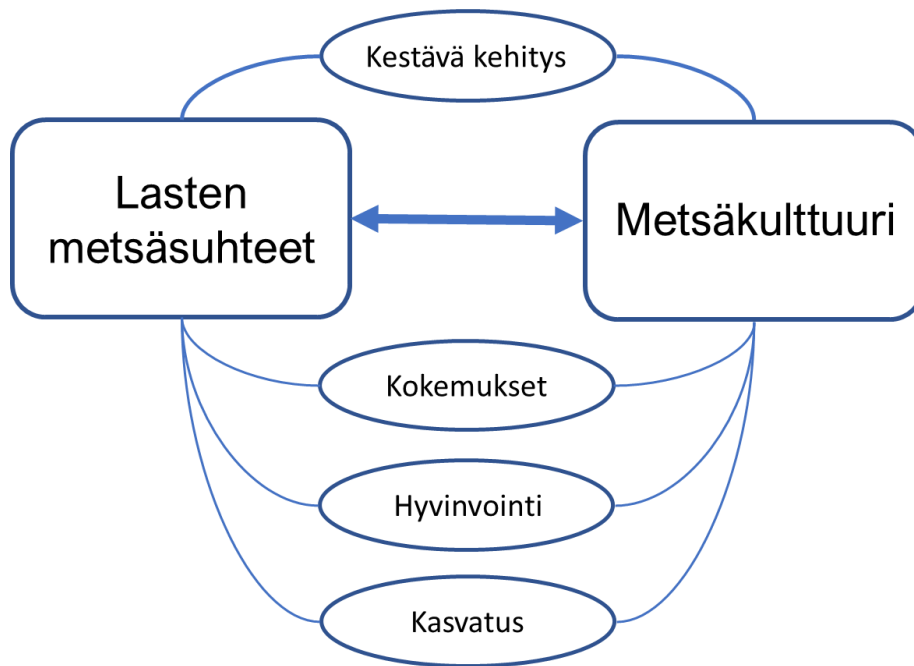 Kestävä kehitys
Lasten
metsäsuhteet
Metsäkulttuuri
Kokemukset
Hyvinvointi
Kasvatus